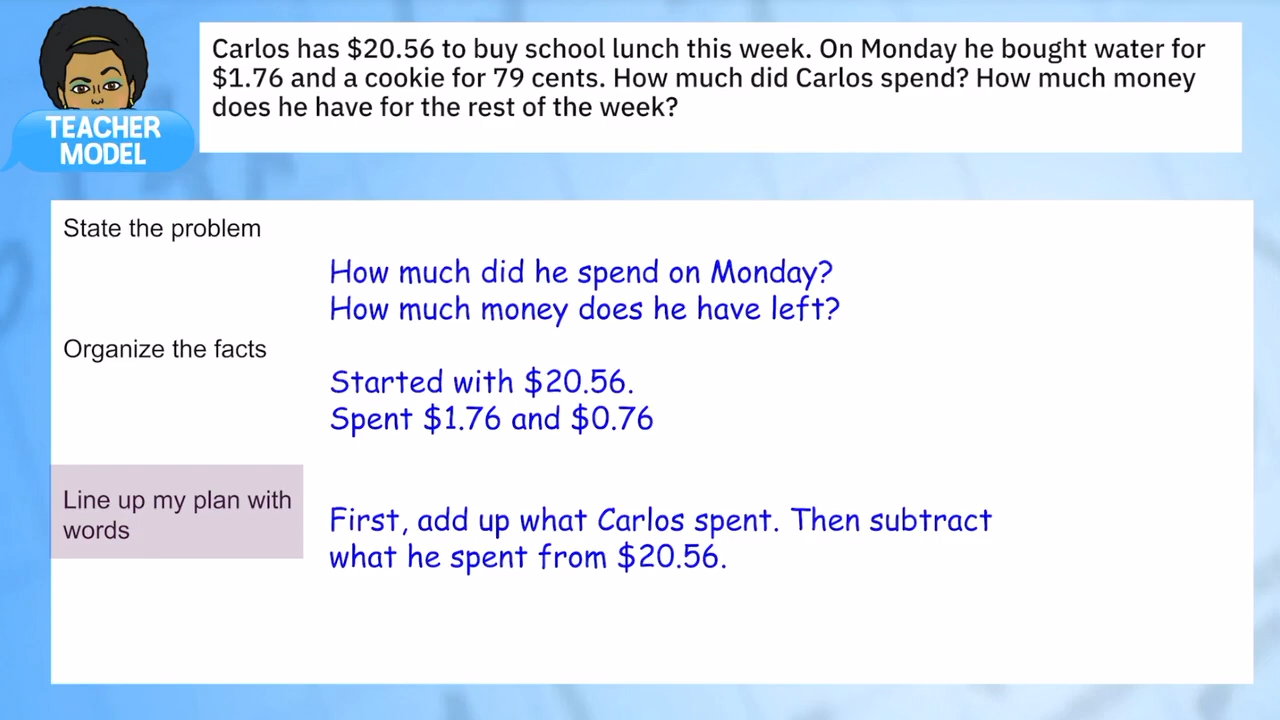 Carlos has $20.56 to buy school lunch this week. On Monday he bought water for
$1.76 and a cookie for 79 cents. How much did Carlos spend? How much money
does he have for the rest of the week?
TEACHER
MODEL
State the problem
How much did he spend on Monday?
How much money does he have left?
Organize the facts
Started with $20.56.
Spent $1.76 and $0.76
Line up my plan with
words
First, add up what Carlos spent. Then subtract
what he spent from $20.56.